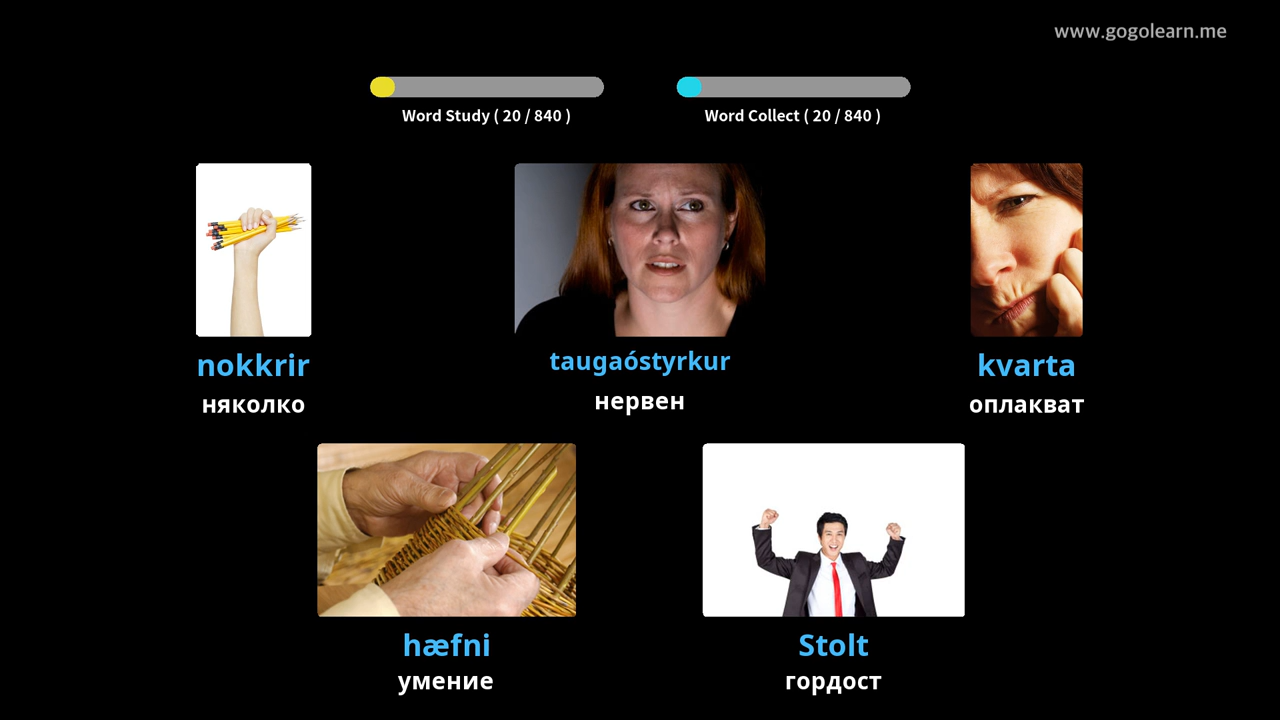 www.gogolearn.me
Word Study ( 20 / 840 )
Word Collect ( 20 / 840 )
nokkrir
няколко
taugaóstyrkur
нервен
kvarta
оплакват
hæfni
умение
Stolt
гордост